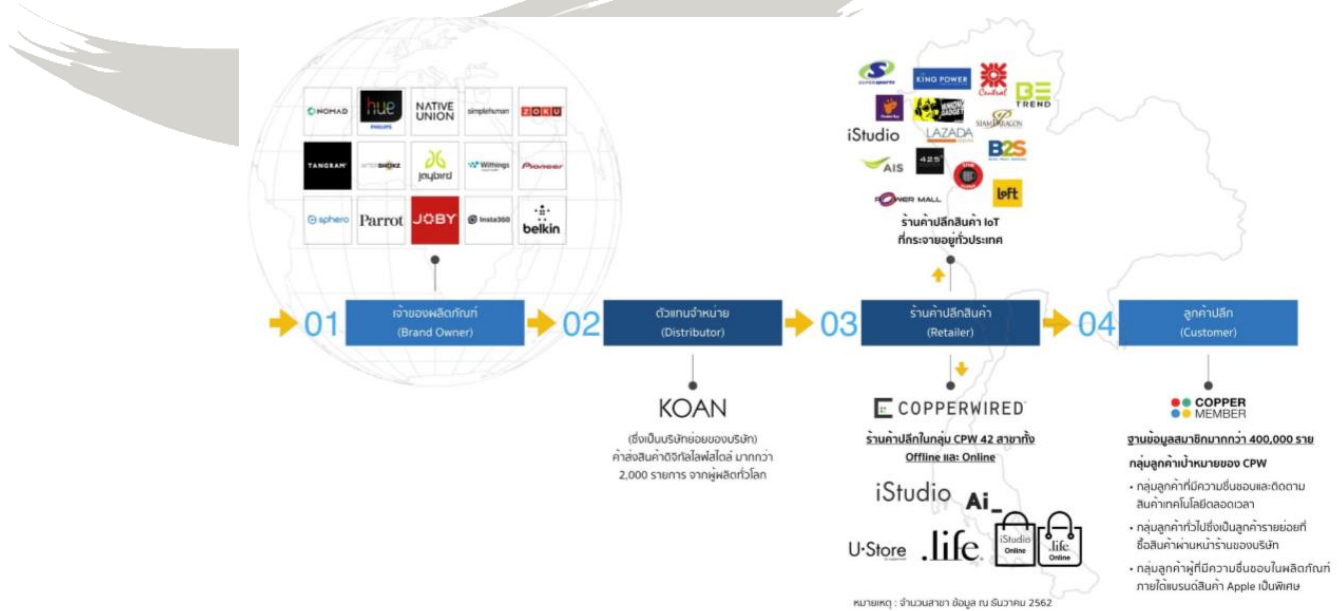 NOMAD
hue
PHILIPS
NATIVE
UNION
simplehuman
ZOKU
TANGRAM
AFTERSHOKZ
jaybird
Withings
Pioneer
sphero
Parrot
JOBY
Insta360
belkin
SUPERSPORTS
KING POWER
Central
BE
TREND
iStudio
LAZADA
SIAM PARAGON
AIS
425°
B2S
POWER MALL
LOFT
ร้านค้าปลีกสินค้า IoT
ที่กระจายอยู่ทั่วประเทศ
01
เจ้าของผลิตภัณฑ์
(Brand Owner)
02
ตัวแทนจำหน่าย
(Distributor)
03
ร้านค้าปลีกสินค้า
(Retailer)
04
ลูกค้าปลีก
(Customer)
KOAN
(ซึ่งเป็นบริษัทย่อยของบริษัท)
ค้าส่งสินค้าดิจิทัลไลฟ์สไตล์ มากกว่า
2,000 รายการ จากผู้ผลิตทั่วโลก
COPPERWIRED
ร้านค้าปลีกในกลุ่ม CPW 42 สาขาทั้ง
Offline และ Online
iStudio
Ai_
U•Store
.life
iStudio
Online
.life
Online
หมายเหตุ : จำนวนสาขา ข้อมูล ณ ธันวาคม 2562
COPPER
MEMBER
ฐานข้อมูลสมาชิกมากกว่า 400,000 ราย
กลุ่มลูกค้าเป้าหมายของ CPW
• กลุ่มลูกค้าที่มีความชื่นชอบและติดตาม
สินค้าเทคโนโลยีตลอดเวลา
• กลุ่มลูกค้าทั่วไปซึ่งเป็นลูกค้ารายย่อยที่
ซื้อสินค้าผ่านหน้าร้านของบริษัท
• กลุ่มลูกค้าผู้ที่มีความชื่นชอบในผลิตภัณฑ์
ภายใต้แบรนด์สินค้า Apple เป็นพิเศษ